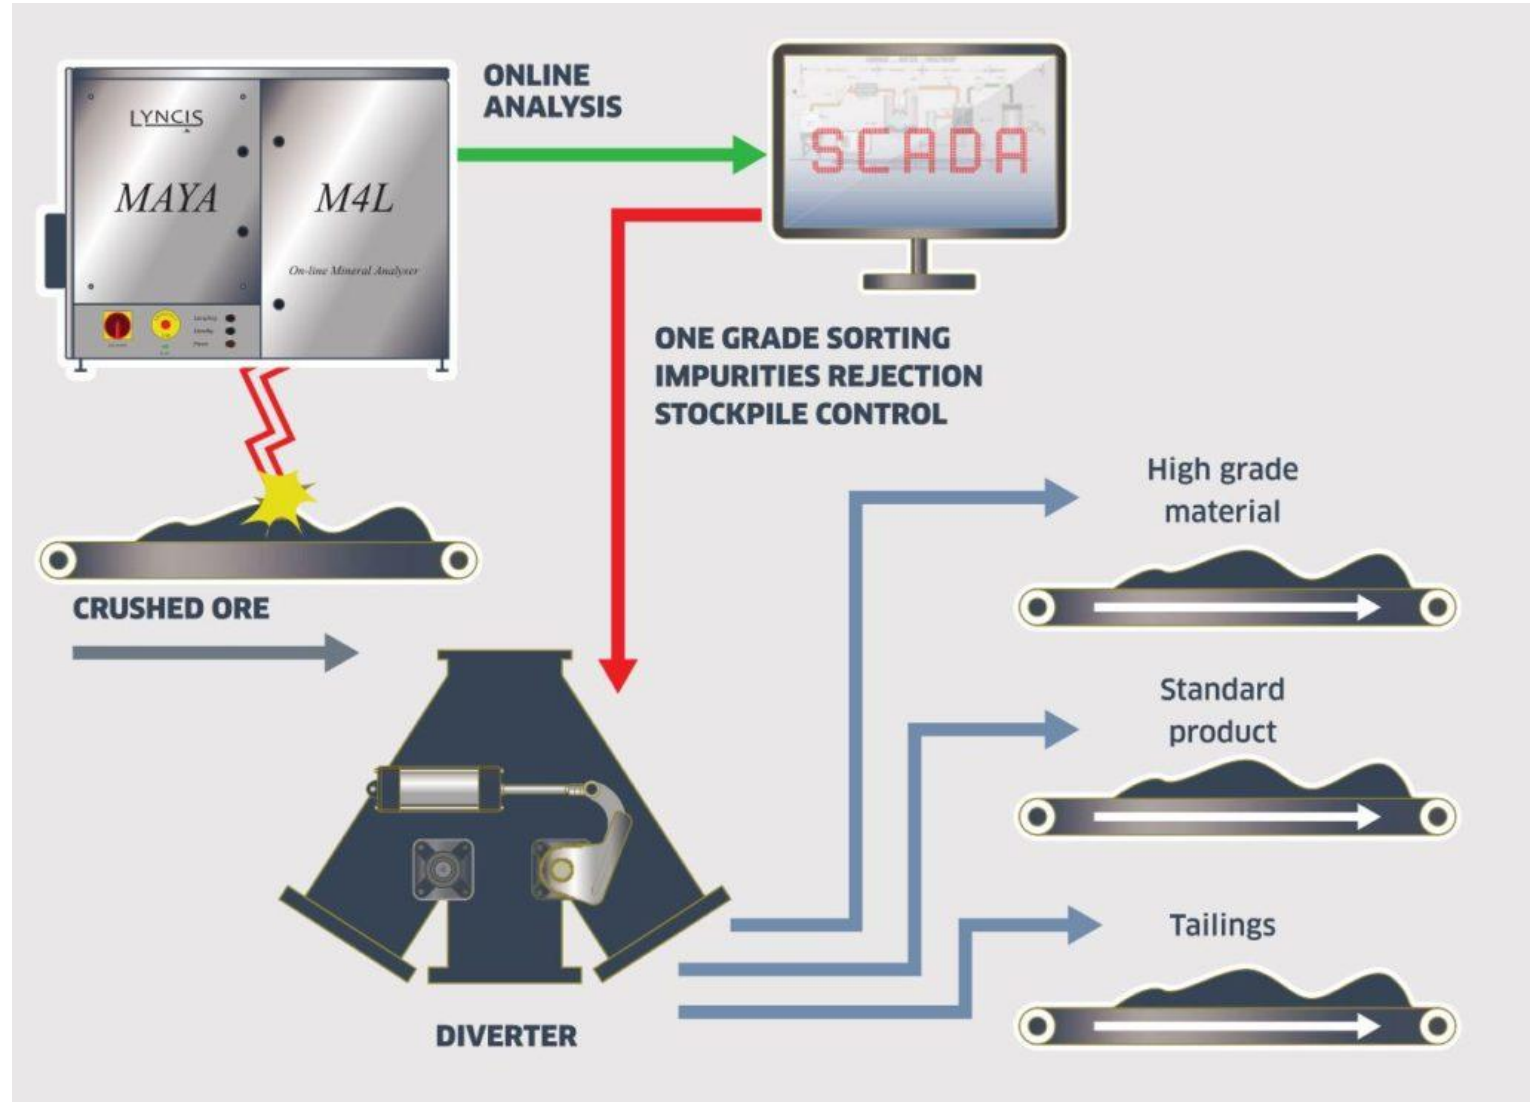 LYNCIS
MAYA
M4L
On-line Mineral Analyser
ONLINE
ANALYSIS
SCADA
ONE GRADE SORTING
IMPURITIES REJECTION
STOCKPILE CONTROL
CRUSHED ORE
High grade
material
Standard
product
Tailings
DIVERTER